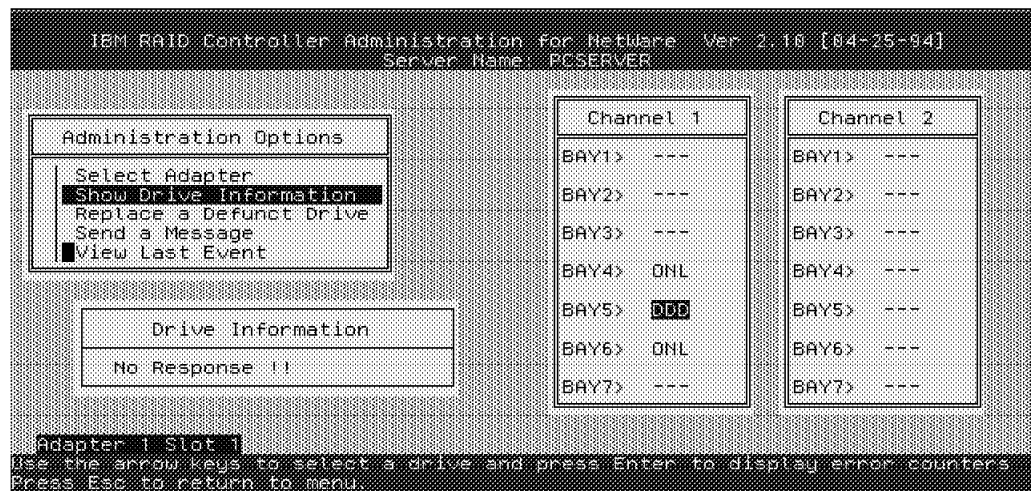 IBM RAID Controller Administration for NetWare Ver 2.10 [04-25-94]
Server Name: PCSERVER
Administration Options
Select Adapter
Show Drive Information
Replace a Defunct Drive
Send a Message
View Last Event
Drive Information
No Response !!
Channel 1
BAY1> ---
BAY2> ---
BAY3> ---
BAY4> ONL
BAY5> DDD
BAY6> ONL
BAY7> ---
Channel 2
BAY1> ---
BAY2> ---
BAY3> ---
BAY4> ---
BAY5> ---
BAY6> ---
BAY7> ---
Adapter 1 Slot 1
Use the arrow keys to select a drive and press Enter to display error counters
Press Esc to return to menu.